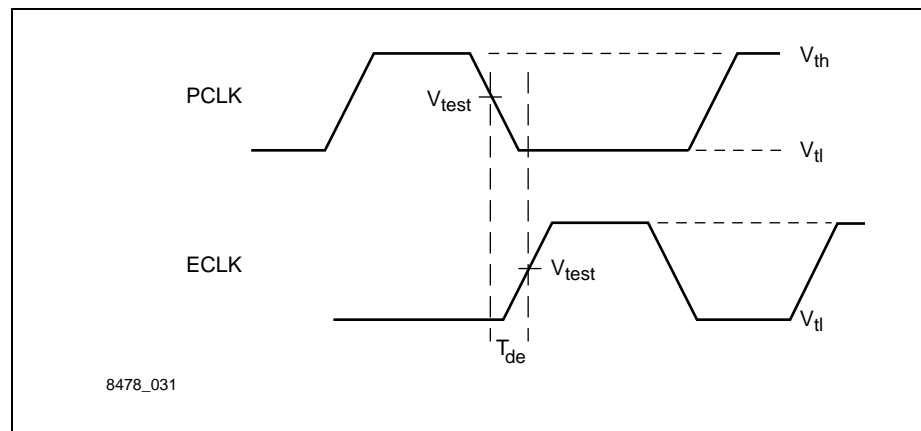 V_th
PCLK
V_test
V_tl
ECLK
V_test
V_tl
T_de
8478_031